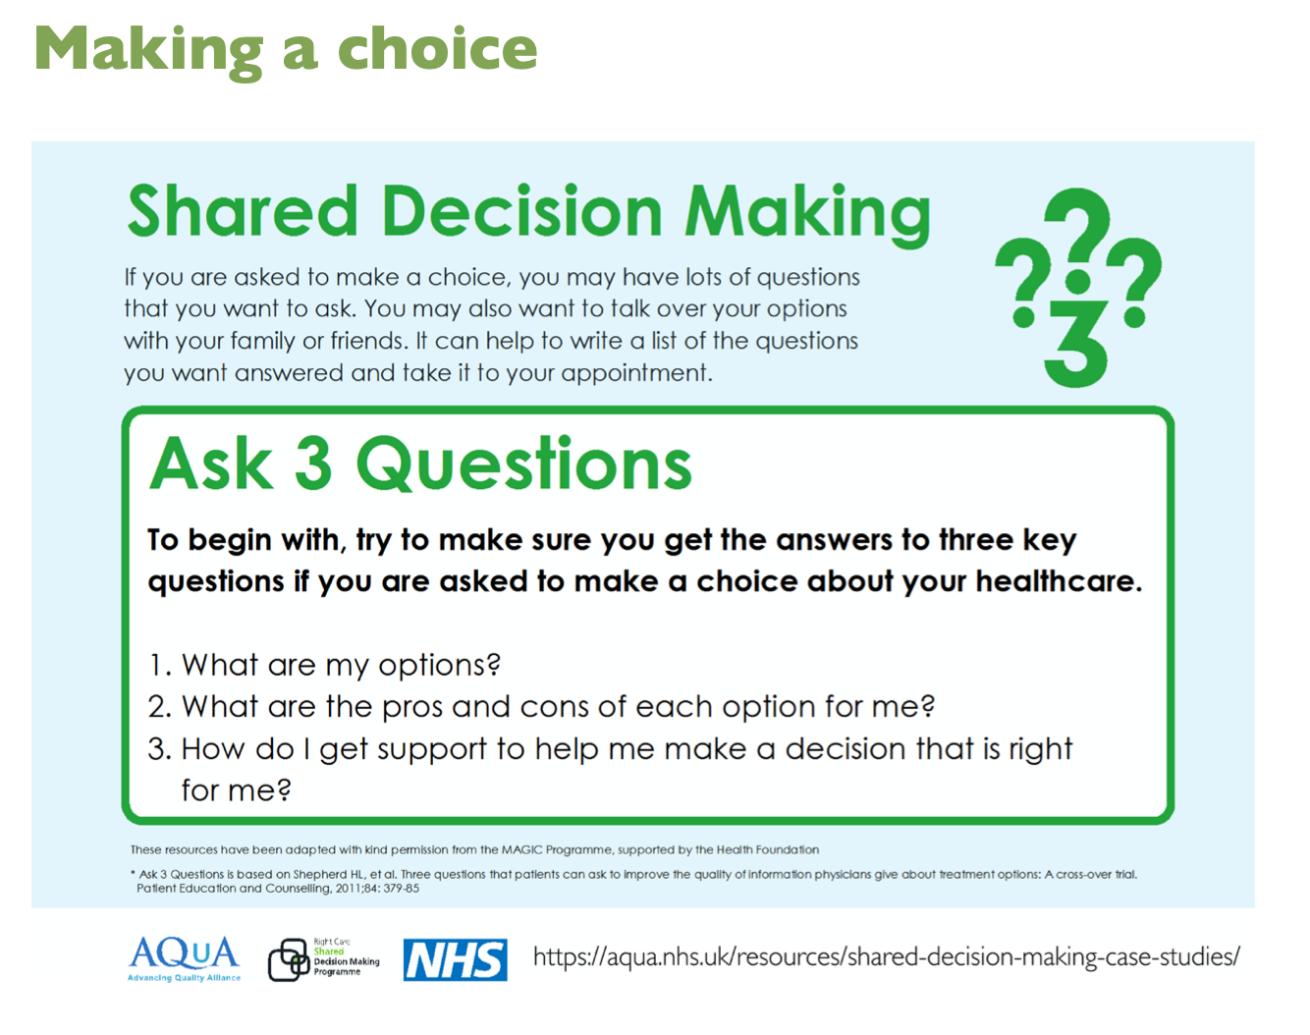 Making a choice
Shared Decision Making
If you are asked to make a choice, you may have lots of questions
that you want to ask. You may also want to talk over your options
with your family or friends. It can help to write a list of the questions
you want answered and take it to your appointment.
? ? ? 3
Ask 3 Questions
To begin with, try to make sure you get the answers to three key
questions if you are asked to make a choice about your healthcare.
1. What are my options?
2. What are the pros and cons of each option for me?
3. How do I get support to help me make a decision that is right
for me?
These resources have been adapted with kind permission from the MAGIC Programme, supported by the Health Foundation
* Ask 3 Questions is based on Shepherd HL, et al. Three questions that patients can ask to improve the quality of information physicians give about treatment options: A cross-over trial.
Patient Education and Counselling, 2011;84: 379-85
AQuA
Advancing Quality Alliance
Right Care
Shared
Decision Making
Programme
NHS
https://aqua.nhs.uk/resources/shared-decision-making-case-studies/